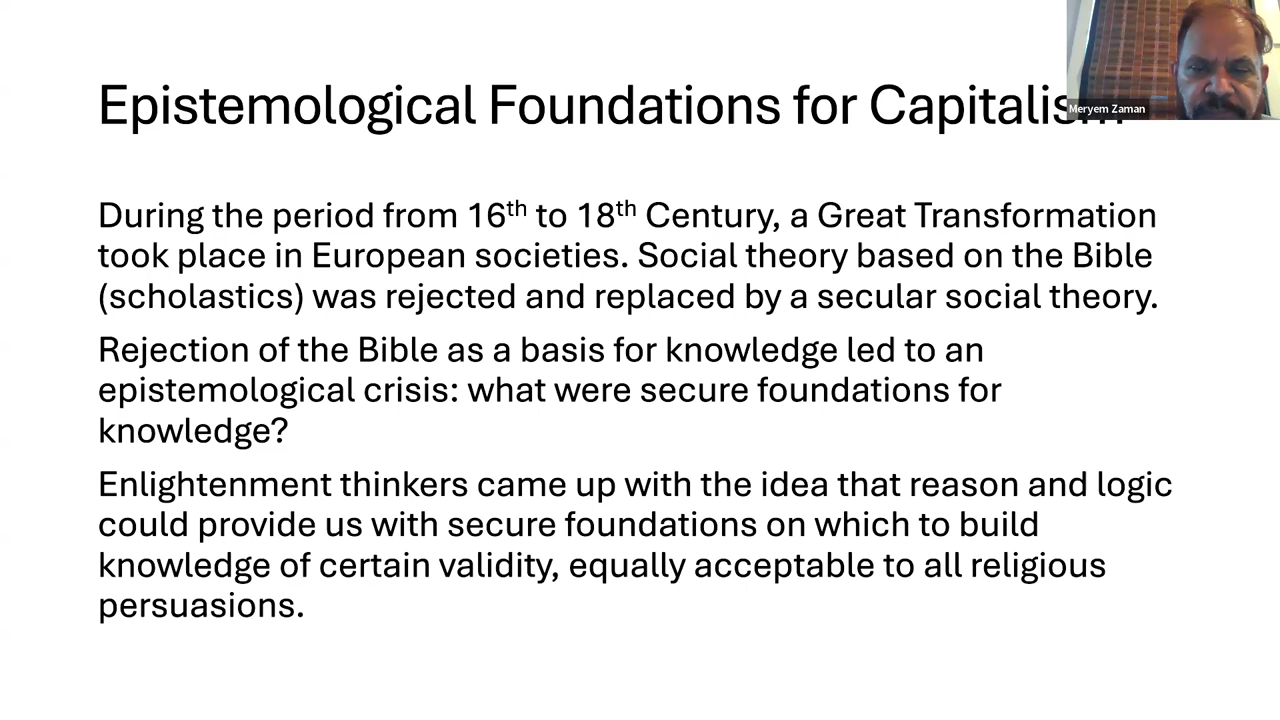 Epistemological Foundations for Capitalism
Meryem Zaman
During the period from 16th to 18th Century, a Great Transformation
took place in European societies. Social theory based on the Bible
(scholastics) was rejected and replaced by a secular social theory.
Rejection of the Bible as a basis for knowledge led to an
epistemological crisis: what were secure foundations for
knowledge?
Enlightenment thinkers came up with the idea that reason and logic
could provide us with secure foundations on which to build
knowledge of certain validity, equally acceptable to all religious
persuasions.